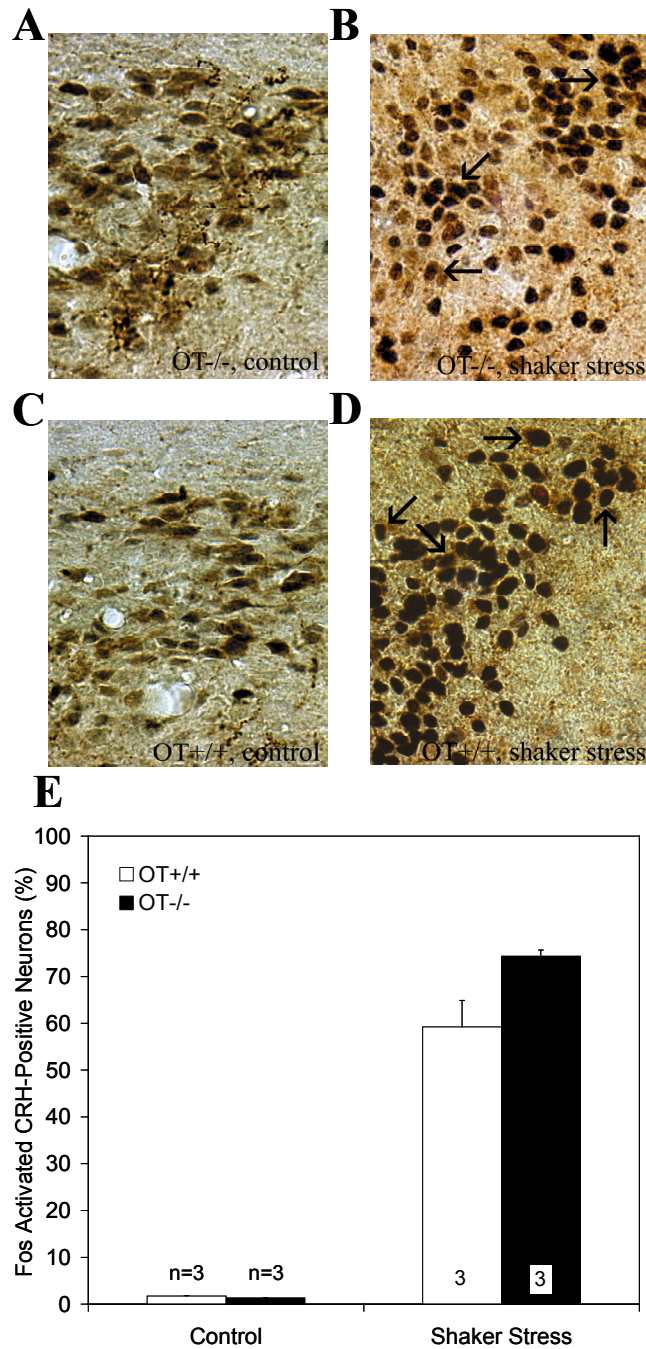 A
B
OT-/-, control
OT-/-, shaker stress
C
D
OT+/+, control
OT+/+, shaker stress
E
Fos Activated CRH-Positive Neurons (%)
100
90
80
70
60
50
40
30
20
10
0
OT+/+
OT-/-
n=3
n=3
3
3
Control
Shaker Stress